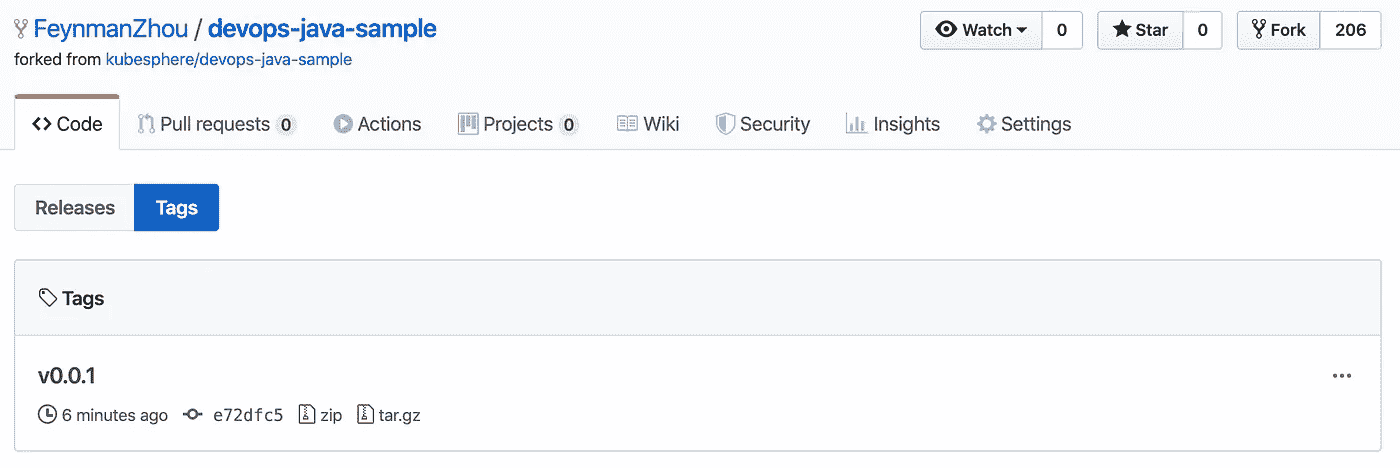 FeynmanZhou / devops-java-sample
Watch 0 Star 0 Fork 206
forked from kubesphere/devops-java-sample
Code Pull requests 0 Actions Projects 0 Wiki Security Insights Settings
Releases Tags
Tags
v0.0.1
6 minutes ago e72dfc5 zip tar.gz